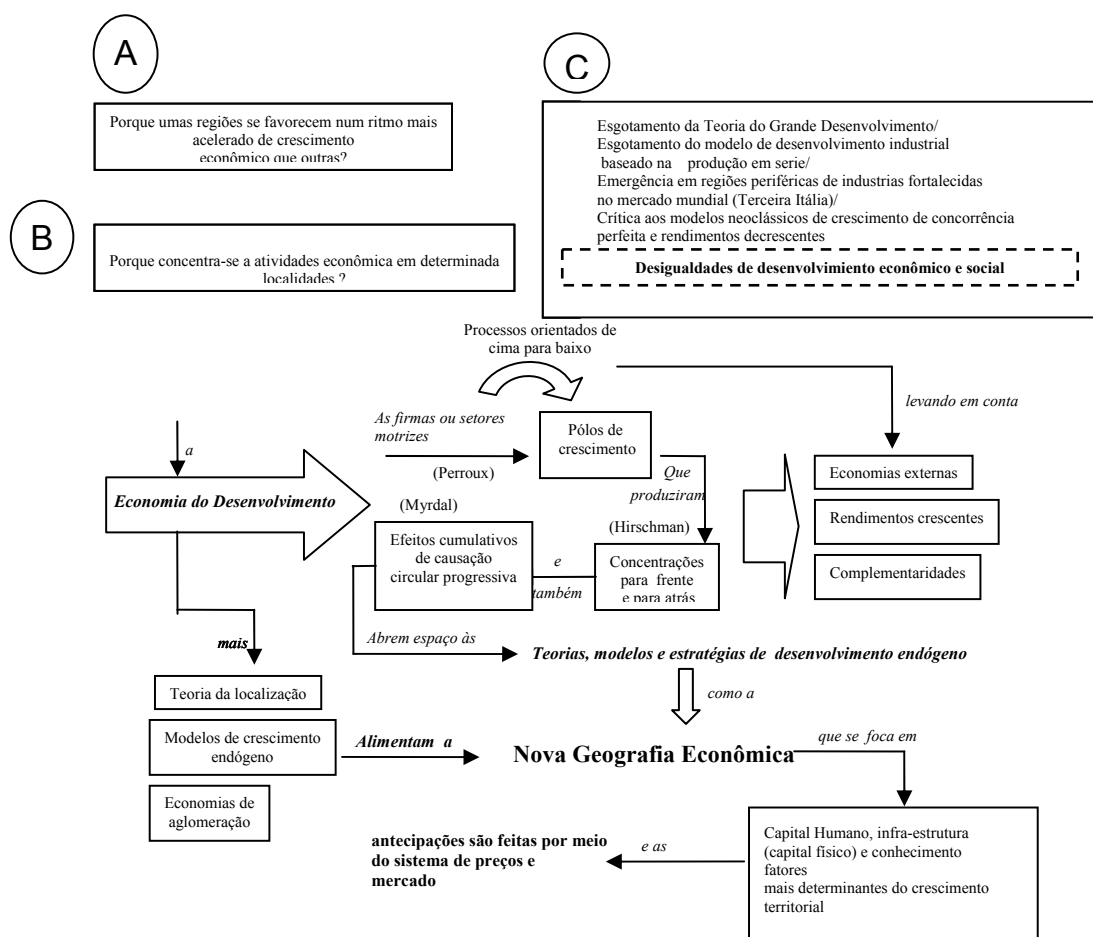 A
Porque umas regiões se favorecem num ritmo mais
acelerado de crescimento
econômico que outras?
B
Porque concentra-se a atividades econômica em determinada
localidades ?
C
Esgotamento da Teoria do Grande Desenvolvimento/
Esgotamento do modelo de desenvolvimento industrial
baseado na produção em serie/
Emergência em regiões periféricas de industrias fortalecidas
no mercado mundial (Terceira Itália)/
Crítica aos modelos neoclássicos de crescimento de concorrência
perfeita e rendimentos decrescentes
Desigualdades de desenvolvimiento econômico e social
Processos orientados de
cima para baixo
levando em conta
a
Economia do Desenvolvimento
As firmas ou setores
motrizes
(Perroux)
Pólos de
crescimento
Que
produziram
(Hirschman)
Concentrações
para frente
e para atrás
e
também
(Myrdal)
Efeitos cumulativos
de causação
circular progressiva
Economias externas
Rendimentos crescentes
Complementaridades
Abrem espaço às
Teorias, modelos e estratégias de desenvolvimento endógeno
como a
mais
Teoria da localização
Modelos de crescimento
endógeno
Economias de
aglomeração
Alimentam a
Nova Geografia Econômica
que se foca em
Capital Humano, infra-estrutura
(capital físico) e conhecimento
fatores
mais determinantes do crescimento
territorial
e as
antecipações são feitas por meio
do sistema de preços e
mercado